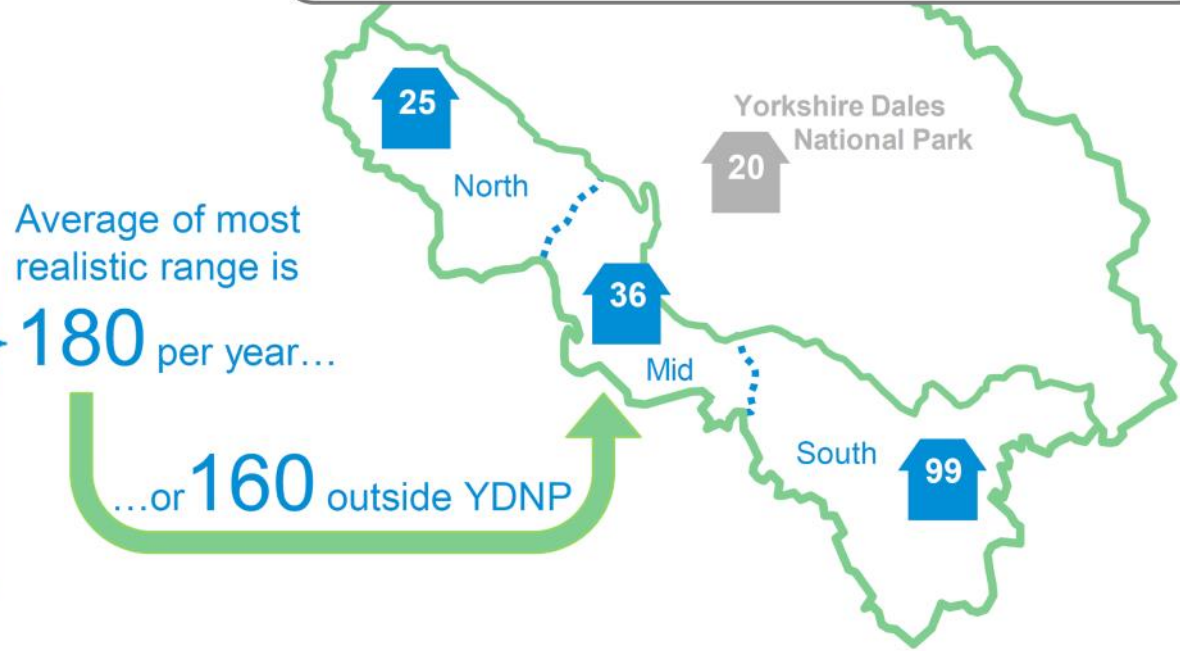 25
Yorkshire Dales
National Park
20
North
Average of most
realistic range is
180 per year...
36
Mid
South
99
...or 160 outside YDNP